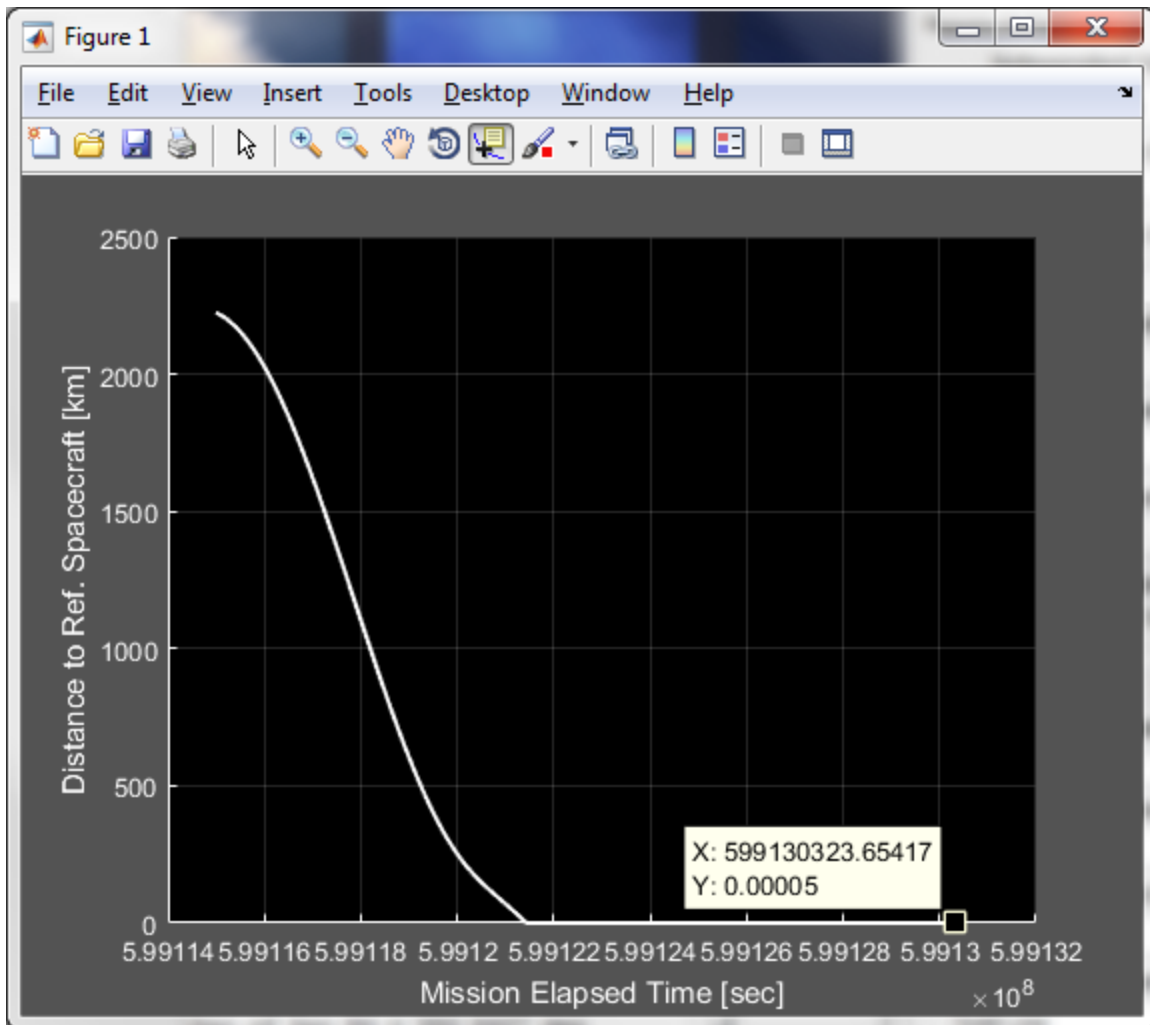 Figure 1
File Edit View Insert Tools Desktop Window Help
2500
2000
1500
1000
500
0
Distance to Ref. Spacecraft [km]
X: 599130323.65417
Y: 0.00005
5.99114 5.99116 5.99118 5.9912 5.99122 5.99124 5.99126 5.99128 5.9913 5.99132
Mission Elapsed Time [sec]
×10⁸